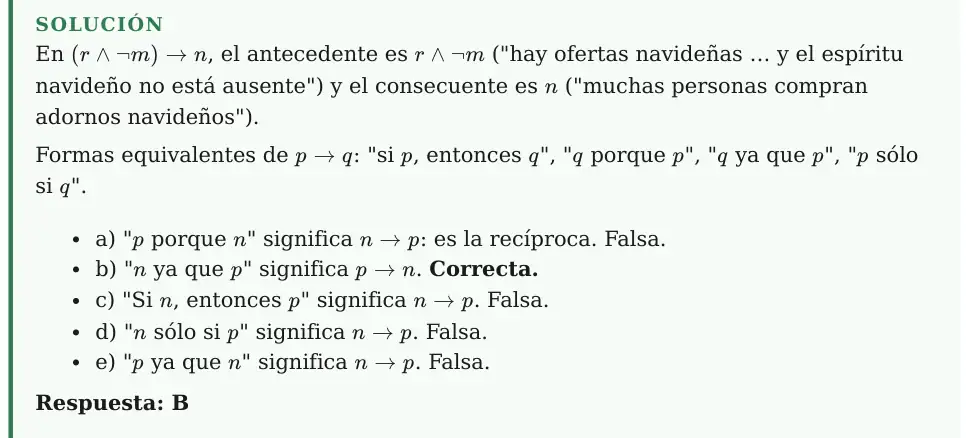 SOLUCIÓN
En (r ∧ ¬m) → n, el antecedente es r ∧ ¬m ("hay ofertas navideñas ... y el espíritu
navideño no está ausente") y el consecuente es n ("muchas personas compran
adornos navideños").
Formas equivalentes de p → q: "si p, entonces q", "q porque p", "q ya que p", "p sólo
si q".
• a) "p porque n" significa n → p: es la recíproca. Falsa.
• b) "n ya que p" significa p → n. Correcta.
• c) "Si n, entonces p" significa n → p. Falsa.
• d) "n sólo si p" significa n → p. Falsa.
• e) "p ya que n" significa n → p. Falsa.
Respuesta: B